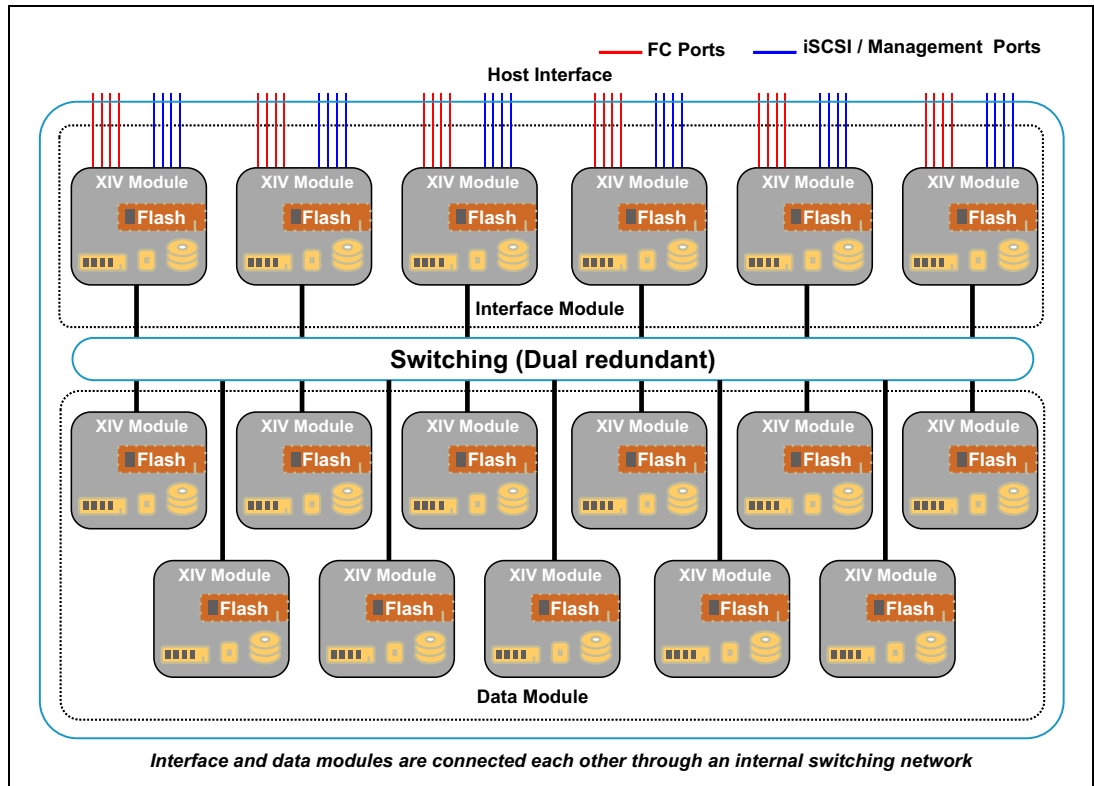 FC Ports
iSCSI / Management Ports
Host Interface
XIV Module XIV Module XIV Module XIV Module XIV Module XIV Module
Flash Flash Flash Flash Flash Flash
Interface Module
Switching (Dual redundant)
XIV Module XIV Module XIV Module XIV Module XIV Module XIV Module
Flash Flash Flash Flash Flash Flash
XIV Module XIV Module XIV Module XIV Module XIV Module
Flash Flash Flash Flash Flash
Data Module
Interface and data modules are connected each other through an internal switching network